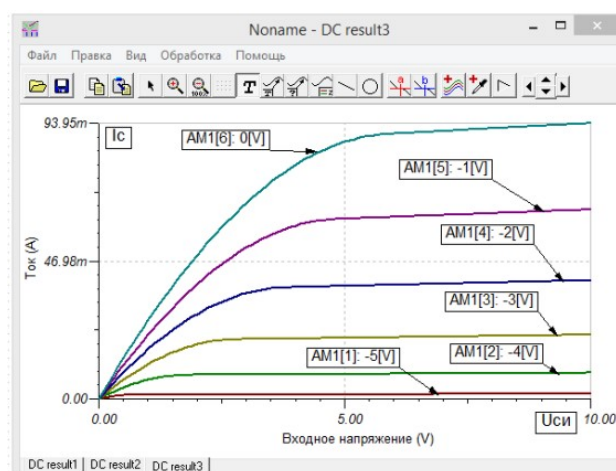 Noname - DC result3
Файл Правка Вид Обработка Помощь
T
a
b
93.95m
Ic
AM1[6]: 0[V]
AM1[5]: -1[V]
AM1[4]: -2[V]
46.98m
Ток (А)
AM1[3]: -3[V]
AM1[1]: -5[V]
AM1[2]: -4[V]
0.00
0.00
5.00
10.00
Uси
Входное напряжение (V)
DC result1 DC result2 DC result3